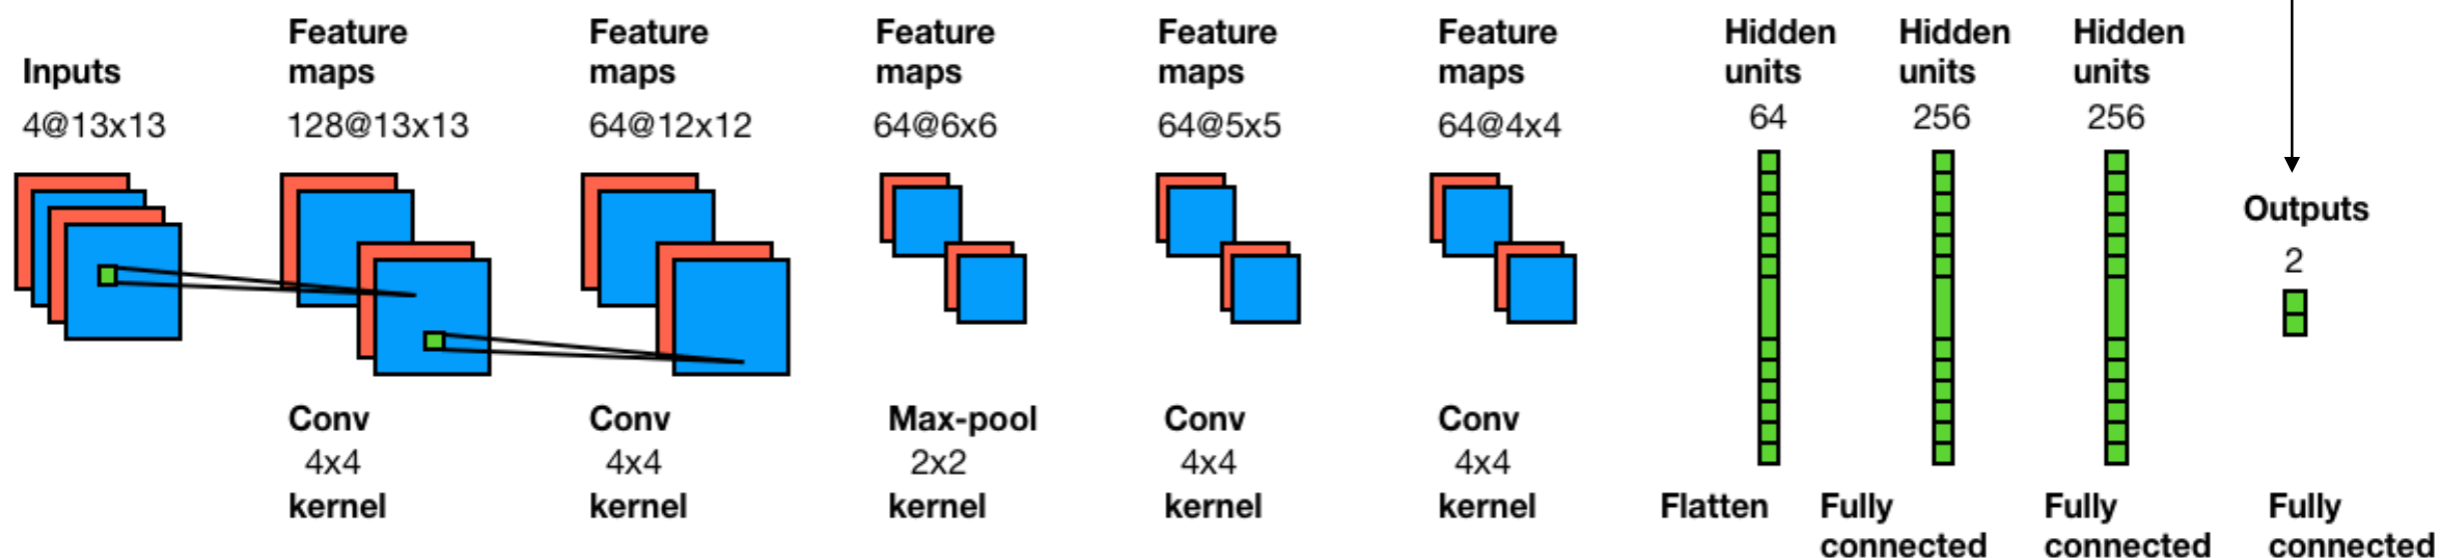 Inputs
4@13x13
Feature
maps
128@13x13
Conv
4x4
kernel
Feature
maps
64@12x12
Conv
4x4
kernel
Feature
maps
64@6x6
Max-pool
2x2
kernel
Feature
maps
64@5x5
Conv
4x4
kernel
Feature
maps
64@4x4
Conv
4x4
kernel
Hidden
units
64
Flatten
Hidden
units
256
Fully
connected
Hidden
units
256
Fully
connected
Outputs
2
Fully
connected